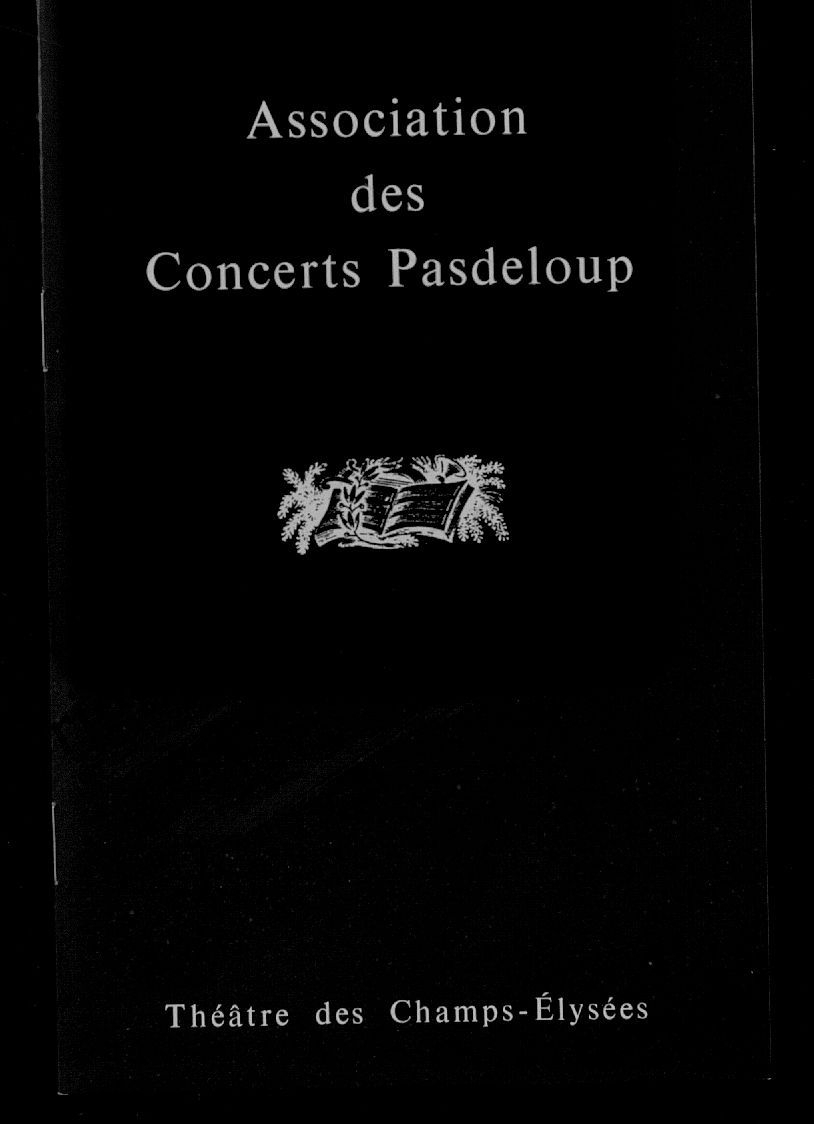 Association
des
Concerts Pasdeloup
Théâtre des Champs-Élysées